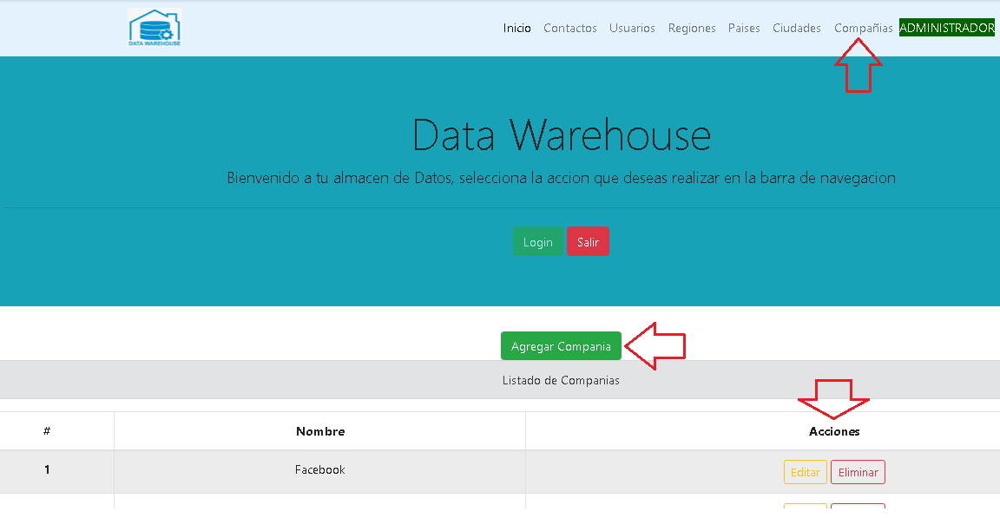 DATA WAREHOUSE
Inicio Contactos Usuarios Regiones Paises Ciudades Compañias ADMINISTRADOR
Data Warehouse
Bienvenido a tu almacen de Datos, selecciona la accion que deseas realizar en la barra de navegacion
Login Salir
Agregar Compania
Listado de Companias
# Nombre Acciones
1 Facebook Editar Eliminar